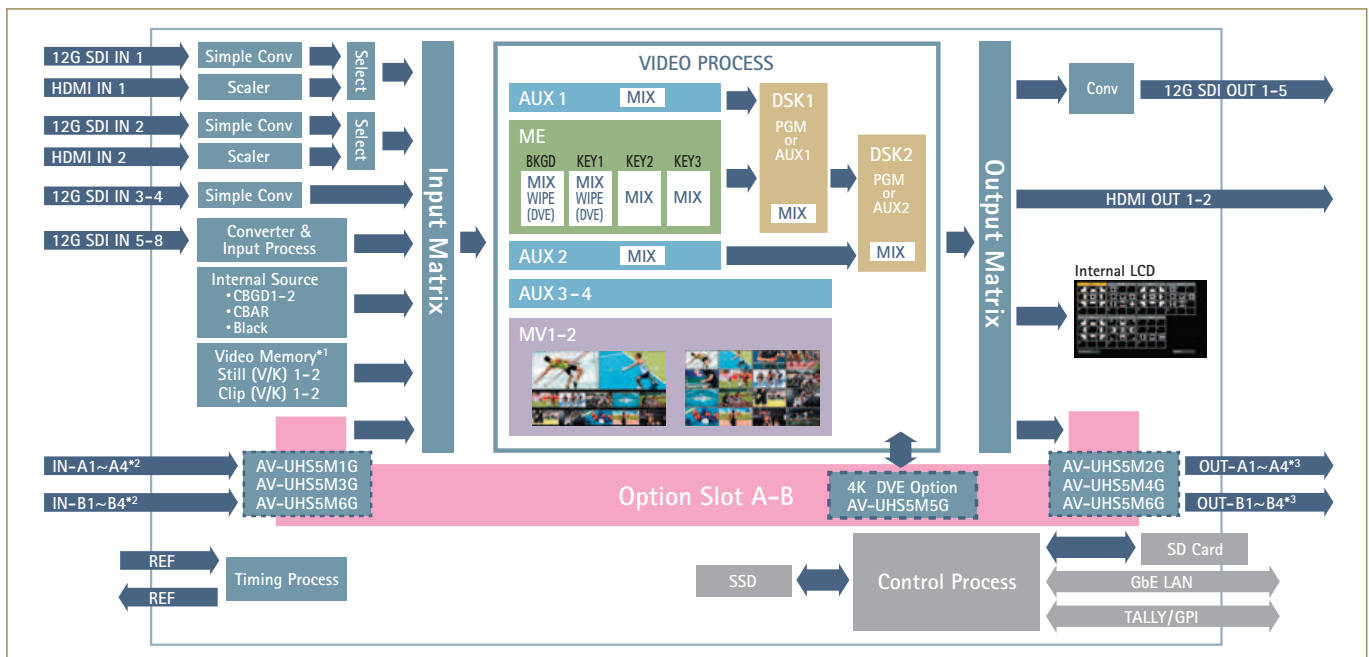 12G SDI IN 1
Simple Conv
HDMI IN 1
Scaler
Select
12G SDI IN 2
Simple Conv
HDMI IN 2
Scaler
Select
12G SDI IN 3-4
Simple Conv
12G SDI IN 5-8
Converter &
Input Process
Internal Source
•CBGD1-2
•CBAR
•Black
Video Memory*1
Still (V/K) 1-2
Clip (V/K) 1-2
Input Matrix
VIDEO PROCESS
AUX 1
MIX
ME
BKGD
MIX
WIPE
(DVE)
KEY1
MIX
WIPE
(DVE)
KEY2
MIX
KEY3
MIX
AUX 2
MIX
AUX 3-4
MV1-2
DSK1
PGM
or
AUX1
MIX
DSK2
PGM
or
AUX2
MIX
Output Matrix
Conv
12G SDI OUT 1-5
HDMI OUT 1-2
Internal LCD
IN-A1~A4*2
IN-B1~B4*2
AV-UHS5M1G
AV-UHS5M3G
AV-UHS5M6G
Option Slot A-B
4K DVE Option
AV-UHS5M5G
AV-UHS5M2G
AV-UHS5M4G
AV-UHS5M6G
OUT-A1~A4*3
OUT-B1~B4*3
REF
REF
Timing Process
SSD
Control Process
SD Card
GbE LAN
TALLY/GPI